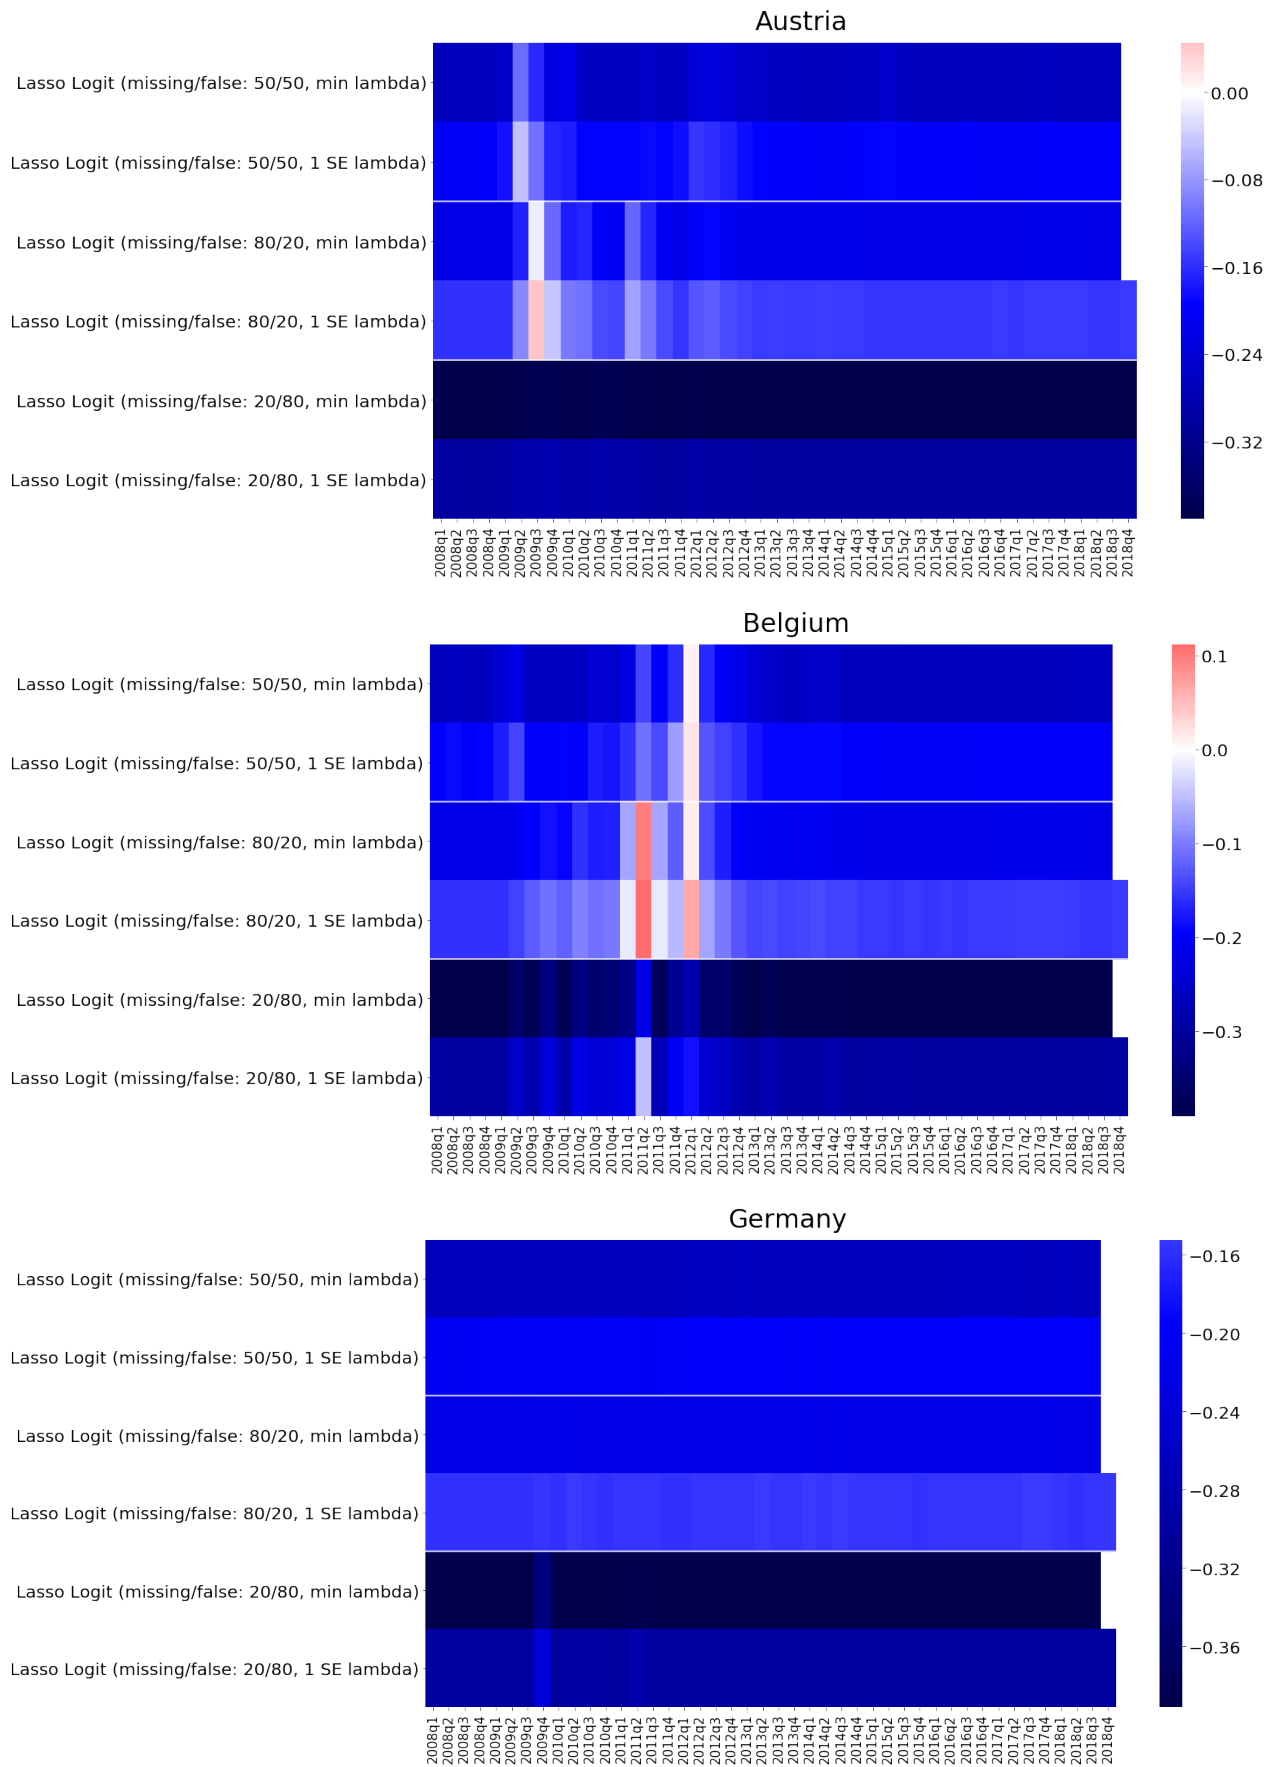 Austria
Lasso Logit (missing/false: 50/50, min lambda)
Lasso Logit (missing/false: 50/50, 1 SE lambda)
Lasso Logit (missing/false: 80/20, min lambda)
Lasso Logit (missing/false: 80/20, 1 SE lambda)
Lasso Logit (missing/false: 20/80, min lambda)
Lasso Logit (missing/false: 20/80, 1 SE lambda)
0.00
−0.08
−0.16
−0.24
−0.32
2008q1 2008q2 2008q3 2008q4 2009q1 2009q2 2009q3 2009q4 2010q1 2010q2 2010q3 2010q4 2011q1 2011q2 2011q3 2011q4 2012q1 2012q2 2012q3 2012q4 2013q1 2013q2 2013q3 2013q4 2014q1 2014q2 2014q3 2014q4 2015q1 2015q2 2015q3 2015q4 2016q1 2016q2 2016q3 2016q4 2017q1 2017q2 2017q3 2017q4 2018q1 2018q2 2018q3 2018q4
Belgium
Lasso Logit (missing/false: 50/50, min lambda)
Lasso Logit (missing/false: 50/50, 1 SE lambda)
Lasso Logit (missing/false: 80/20, min lambda)
Lasso Logit (missing/false: 80/20, 1 SE lambda)
Lasso Logit (missing/false: 20/80, min lambda)
Lasso Logit (missing/false: 20/80, 1 SE lambda)
0.1
0.0
−0.1
−0.2
−0.3
2008q1 2008q2 2008q3 2008q4 2009q1 2009q2 2009q3 2009q4 2010q1 2010q2 2010q3 2010q4 2011q1 2011q2 2011q3 2011q4 2012q1 2012q2 2012q3 2012q4 2013q1 2013q2 2013q3 2013q4 2014q1 2014q2 2014q3 2014q4 2015q1 2015q2 2015q3 2015q4 2016q1 2016q2 2016q3 2016q4 2017q1 2017q2 2017q3 2017q4 2018q1 2018q2 2018q3 2018q4
Germany
Lasso Logit (missing/false: 50/50, min lambda)
Lasso Logit (missing/false: 50/50, 1 SE lambda)
Lasso Logit (missing/false: 80/20, min lambda)
Lasso Logit (missing/false: 80/20, 1 SE lambda)
Lasso Logit (missing/false: 20/80, min lambda)
Lasso Logit (missing/false: 20/80, 1 SE lambda)
−0.16
−0.20
−0.24
−0.28
−0.32
−0.36
2008q1 2008q2 2008q3 2008q4 2009q1 2009q2 2009q3 2009q4 2010q1 2010q2 2010q3 2010q4 2011q1 2011q2 2011q3 2011q4 2012q1 2012q2 2012q3 2012q4 2013q1 2013q2 2013q3 2013q4 2014q1 2014q2 2014q3 2014q4 2015q1 2015q2 2015q3 2015q4 2016q1 2016q2 2016q3 2016q4 2017q1 2017q2 2017q3 2017q4 2018q1 2018q2 2018q3 2018q4